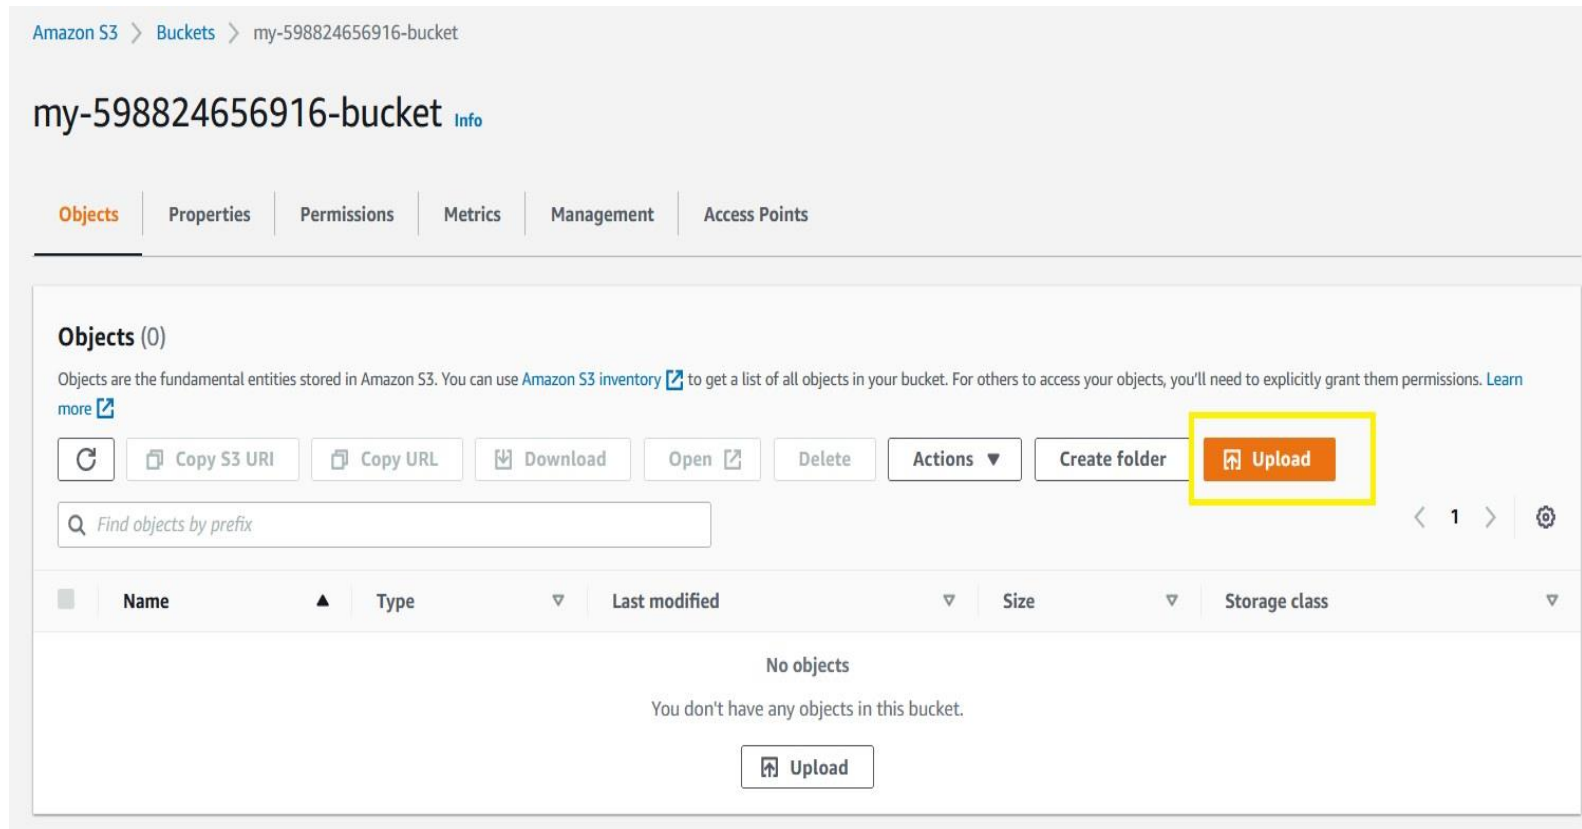 Amazon S3 > Buckets > my-598824656916-bucket
my-598824656916-bucket Info
Objects Properties Permissions Metrics Management Access Points
Objects (0)
Objects are the fundamental entities stored in Amazon S3. You can use Amazon S3 inventory to get a list of all objects in your bucket. For others to access your objects, you'll need to explicitly grant them permissions. Learn
more
Copy S3 URI Copy URL Download Open Delete Actions Create folder Upload
Find objects by prefix
< 1 >
Name Type Last modified Size Storage class
No objects
You don't have any objects in this bucket.
Upload